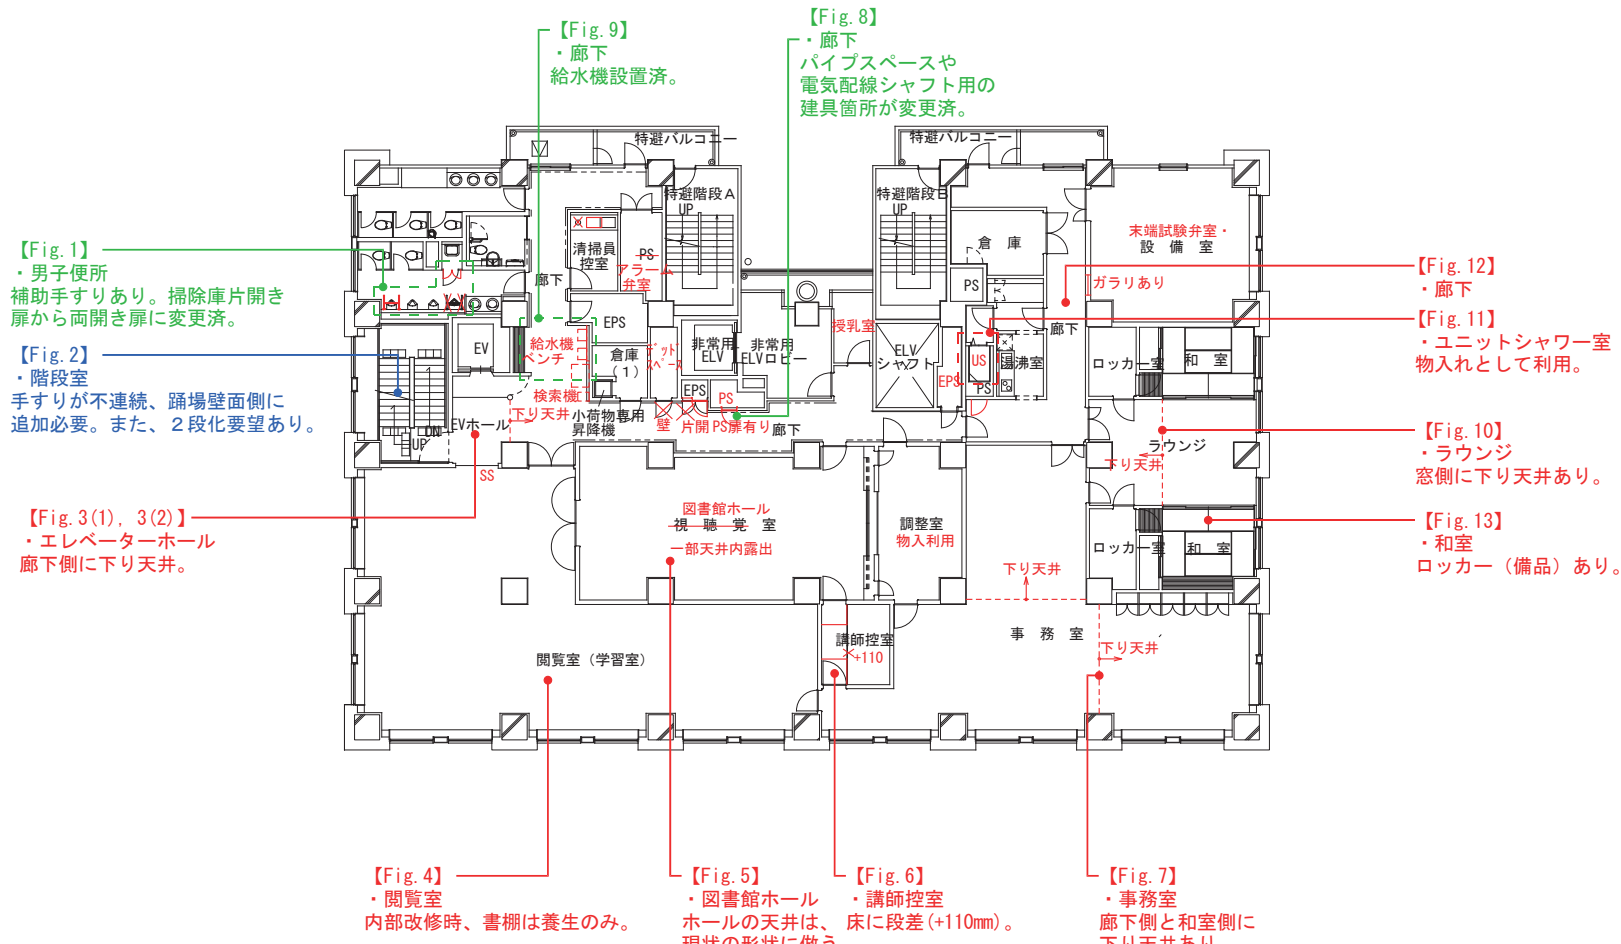 【Fig.9】
・廊下
給水機設置済。
【Fig.8】
・廊下
パイプスペースや
電気配線シャフト用の
建具箇所が変更済。
特避バルコニー
特避バルコニー
特避階段A
UP
特避階段B
UP
【Fig.1】
・男子便所
補助手すりあり。掃除庫片開き
扉から両開き扉に変更済。
【Fig.2】
・階段室
手すりが不連続、踊場壁面側に
追加必要。また、２段化要望あり。
【Fig.3(1), 3(2)】
・エレベーターホール
廊下側に下り天井。
清掃員
控室
PS
アラーム
弁室
廊下
EPS
EV
給水機
ベンチ
倉庫
(1)
デッド
スペース
非常用
ELV
非常用
ELVロビー
授乳室
検索機
下り天井
小荷物専用
昇降機
EPS
PS
壁
片開
PS扉有り
廊下
EVホール
DN
UP
SS
倉 庫
PS
末端試験弁室・
設 備 室
ガラリあり
廊下
ELV
シャフト
EPS
US
湯沸室
PS
ロッカー室
和 室
ラウンジ
下り天井
ロッカー室
和 室
【Fig.12】
・廊下
【Fig.11】
・ユニットシャワー室
物入れとして利用。
【Fig.10】
・ラウンジ
窓側に下り天井あり。
【Fig.13】
・和室
ロッカー（備品）あり。
図書館ホール
視 聴 覚 室
一部天井内露出
調整室
物入利用
下り天井
講師控室
+110
事 務 室
下り天井
閲覧室（学習室）
【Fig.4】
・閲覧室
内部改修時、書棚は養生のみ。
【Fig.5】
・図書館ホール
ホールの天井は、
現状の形状に倣う
【Fig.6】
・講師控室
床に段差(+110mm)。
【Fig.7】
・事務室
廊下側と和室側に
下り天井あり